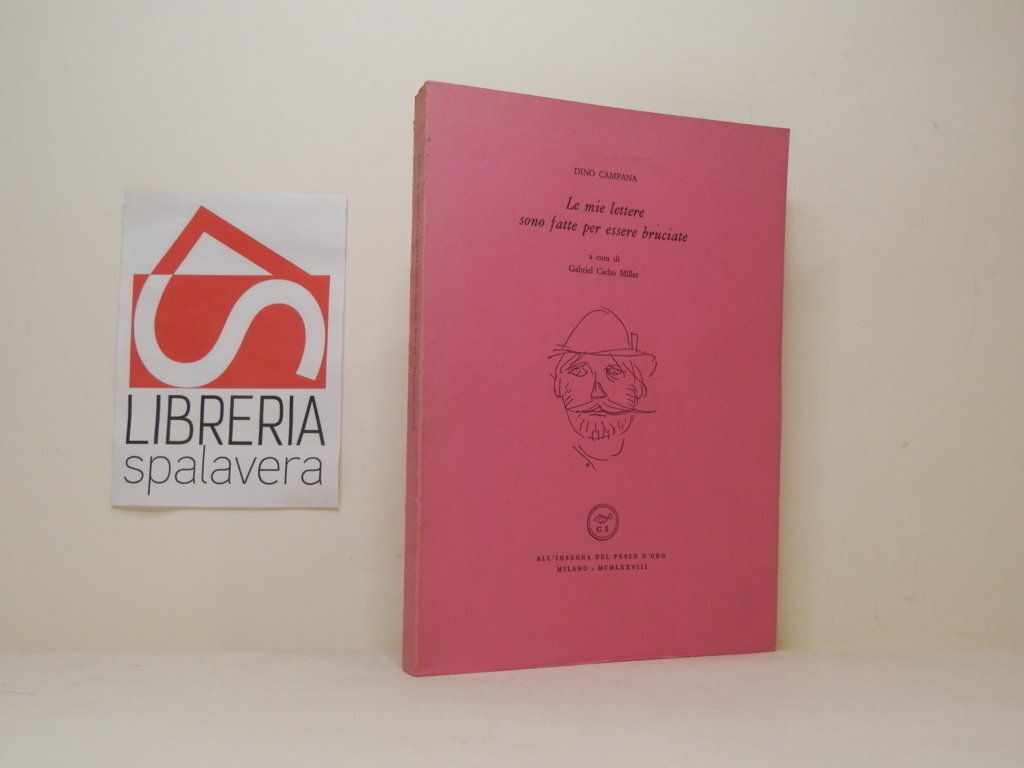 LIBRERIA
spalavera
DINO CAMPANA
Le mie lettere
sono fatte per essere bruciate
a cura di
Gabriel Cacho Millet
G S
ALL'INSEGNA DEL PESCE D'ORO
MILANO . MCMLXXVIII